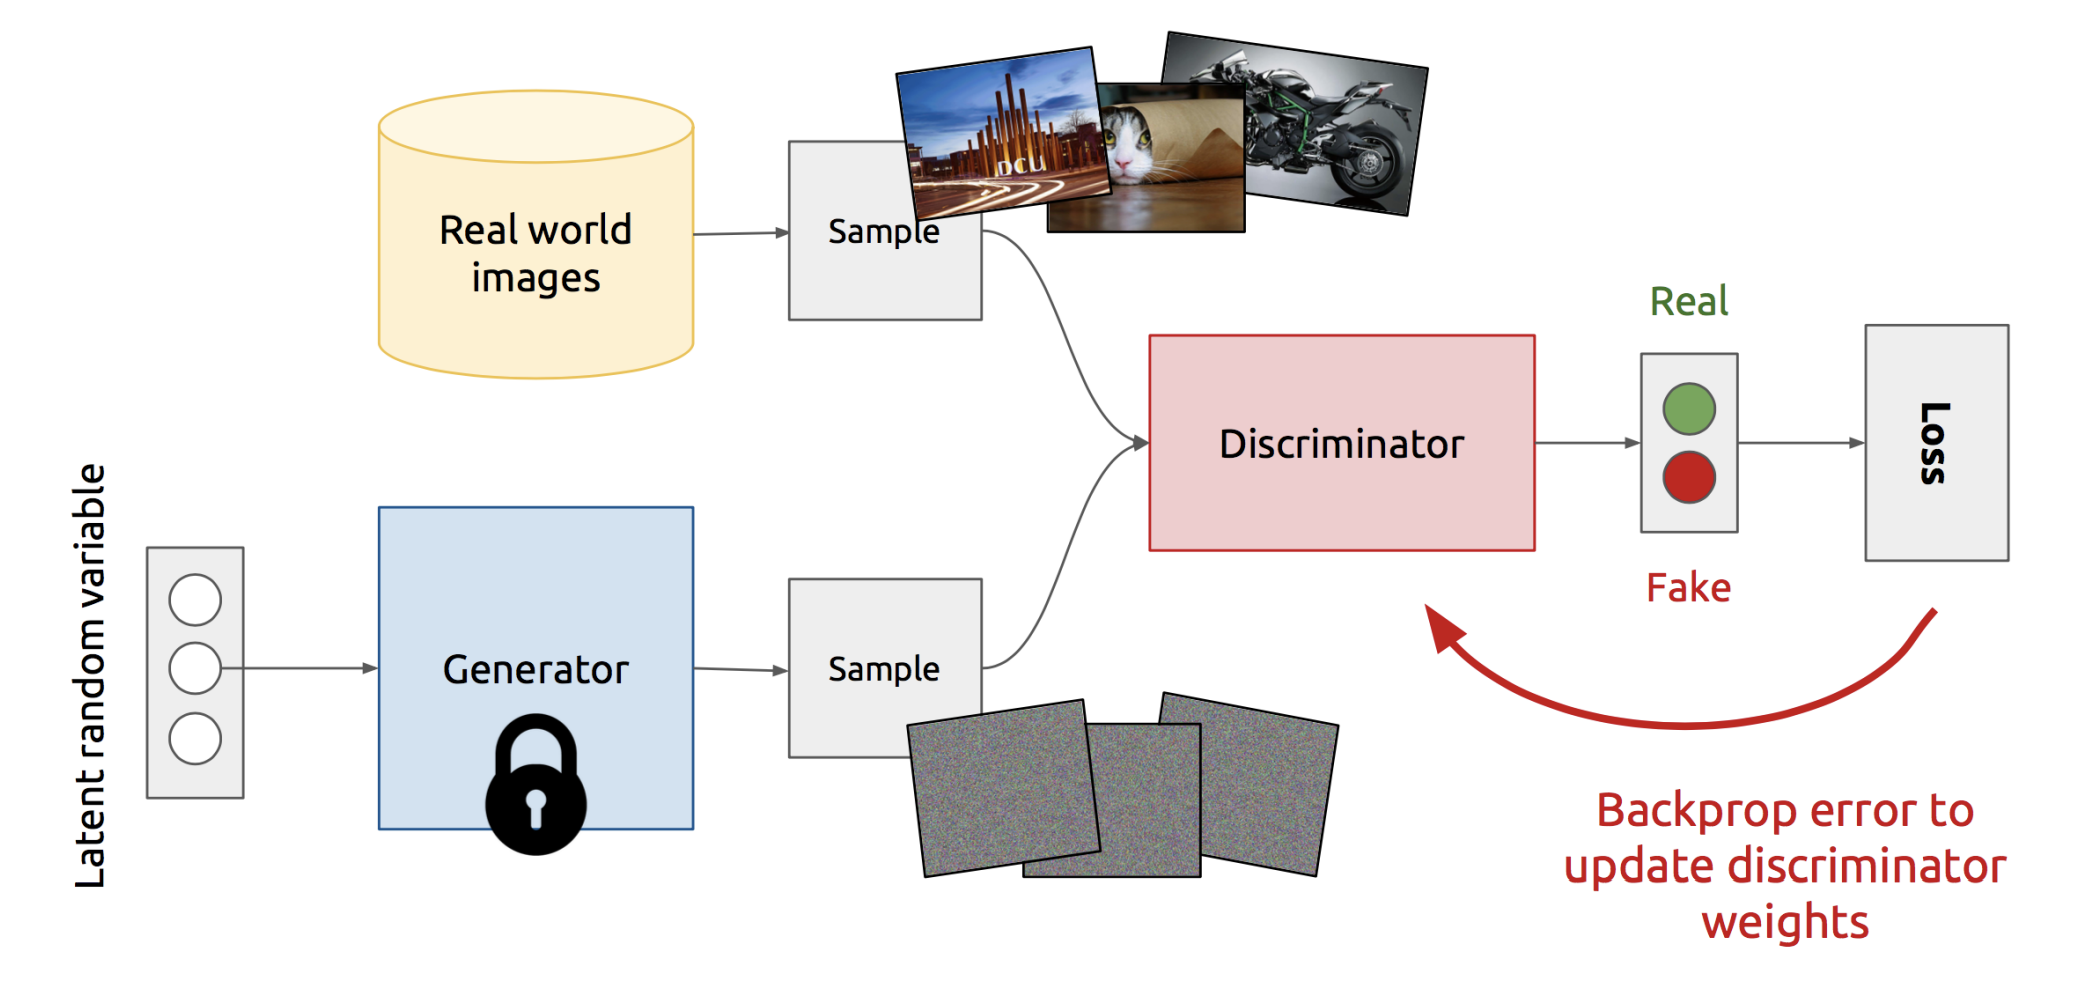 DCU
Real world
images
Sample
Real
Discriminator
Loss
Fake
Latent random variable
Generator
Sample
Backprop error to
update discriminator
weights